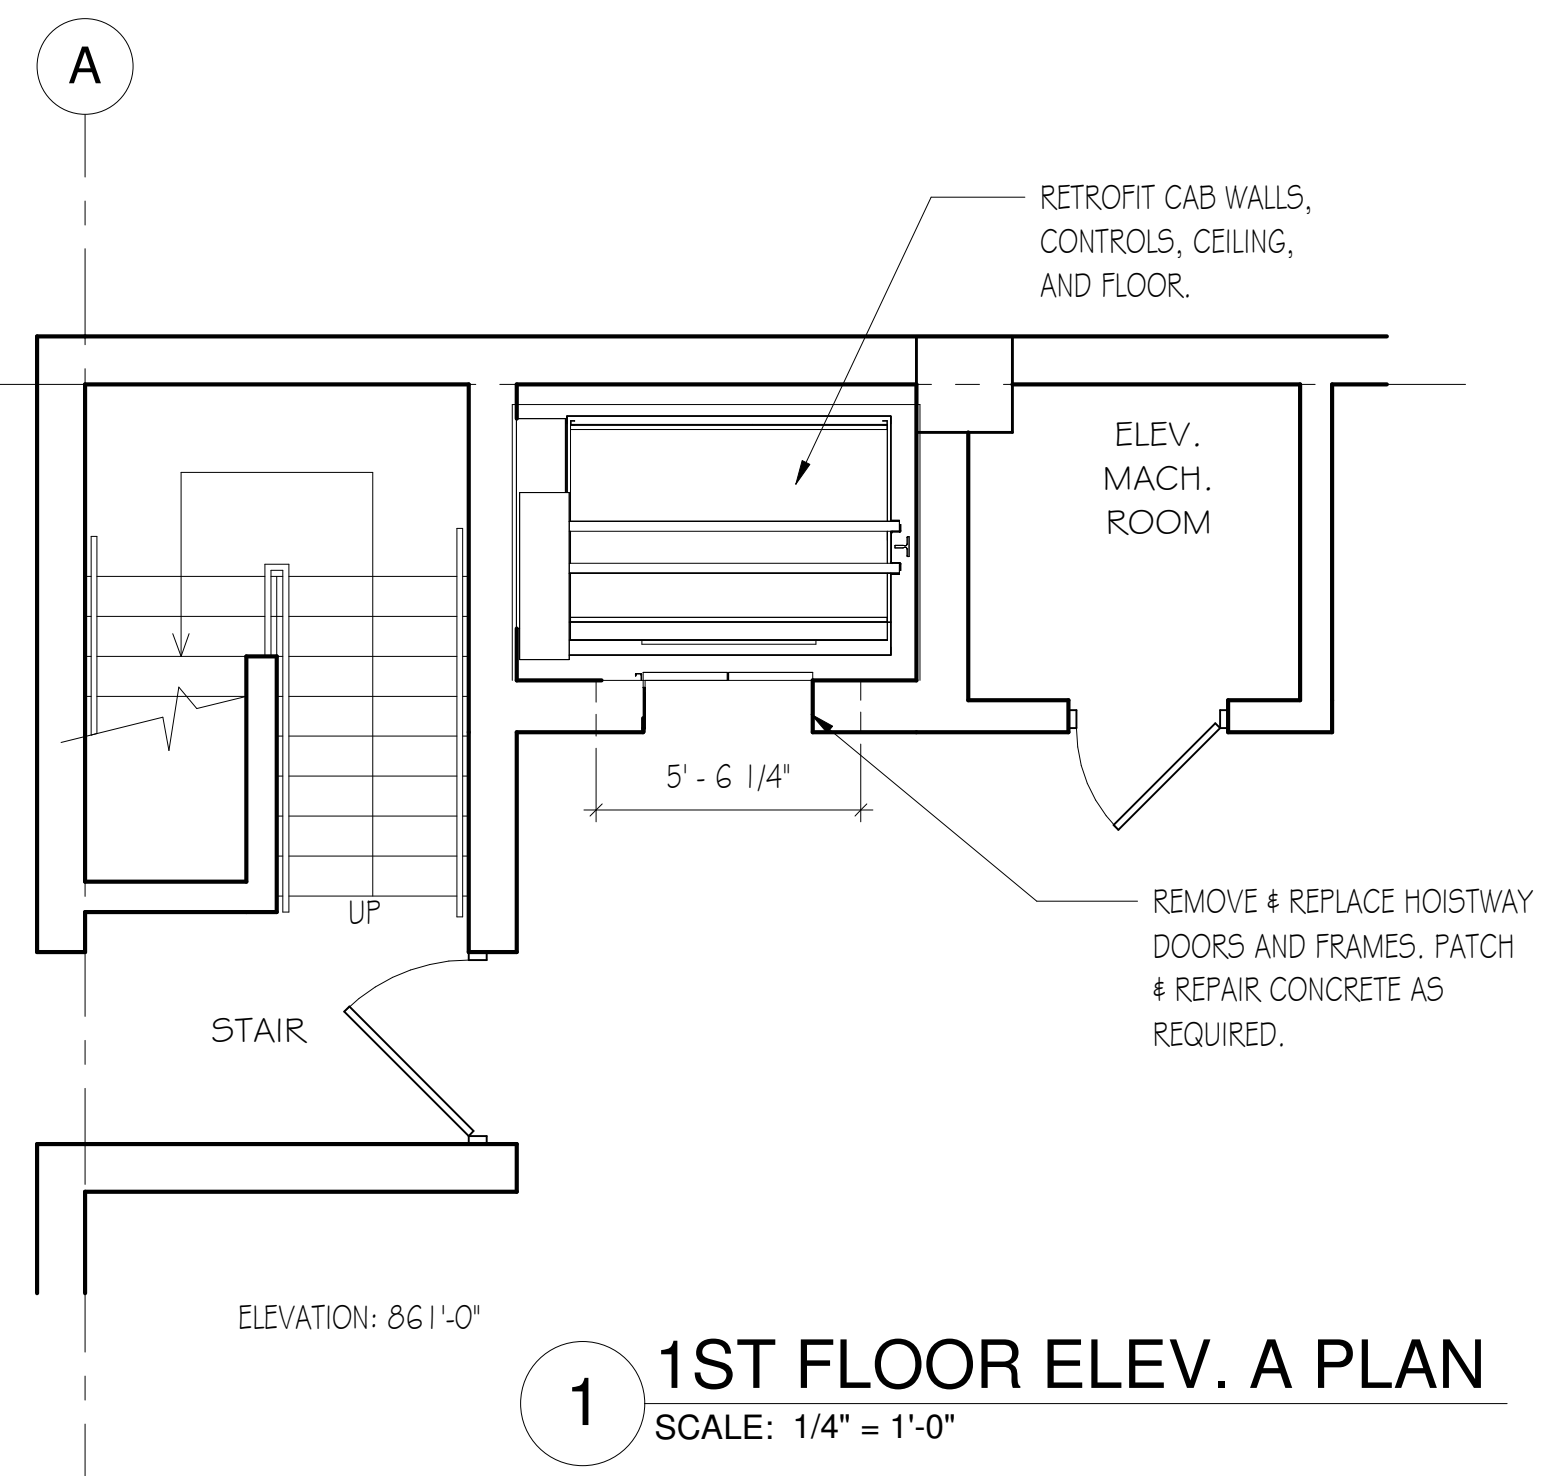 A
RETROFIT CAB WALLS,
CONTROLS, CEILING,
AND FLOOR.
ELEV.
MACH.
ROOM
5' - 6 1/4"
UP
REMOVE & REPLACE HOISTWAY
DOORS AND FRAMES. PATCH
& REPAIR CONCRETE AS
REQUIRED.
STAIR
ELEVATION: 861'-0"
1
1ST FLOOR ELEV. A PLAN
SCALE: 1/4" = 1'-0"